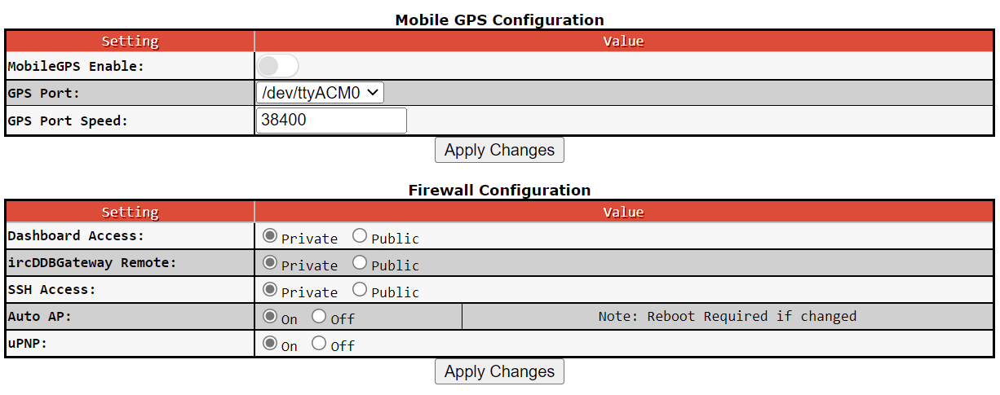 Mobile GPS Configuration
Setting Value
MobileGPS Enable:
GPS Port: /dev/ttyACM0
GPS Port Speed: 38400
Apply Changes
Firewall Configuration
Setting Value
Dashboard Access: Private Public
ircDDBGateway Remote: Private Public
SSH Access: Private Public
Auto AP: On Off Note: Reboot Required if changed
uPNP: On Off
Apply Changes